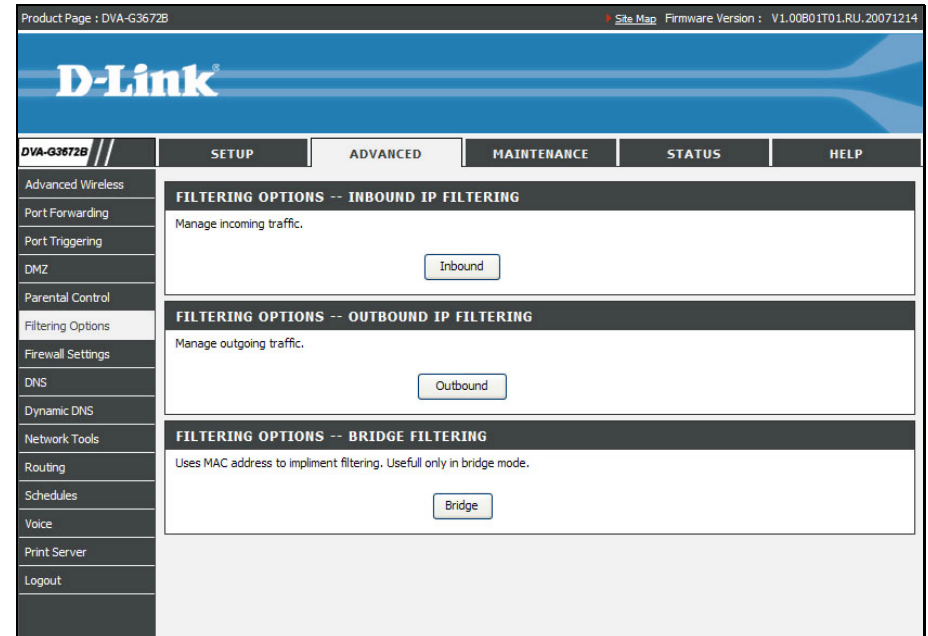 Product Page : DVA-G3672B
Site Map Firmware Version : V1.00B01T01.RU.20071214
D-Link®
DVA-G3672B
SETUP
ADVANCED
MAINTENANCE
STATUS
HELP
Advanced Wireless
Port Forwarding
Port Triggering
DMZ
Parental Control
Filtering Options
Firewall Settings
DNS
Dynamic DNS
Network Tools
Routing
Schedules
Voice
Print Server
Logout
FILTERING OPTIONS -- INBOUND IP FILTERING
Manage incoming traffic.
Inbound
FILTERING OPTIONS -- OUTBOUND IP FILTERING
Manage outgoing traffic.
Outbound
FILTERING OPTIONS -- BRIDGE FILTERING
Uses MAC address to impliment filtering. Usefull only in bridge mode.
Bridge